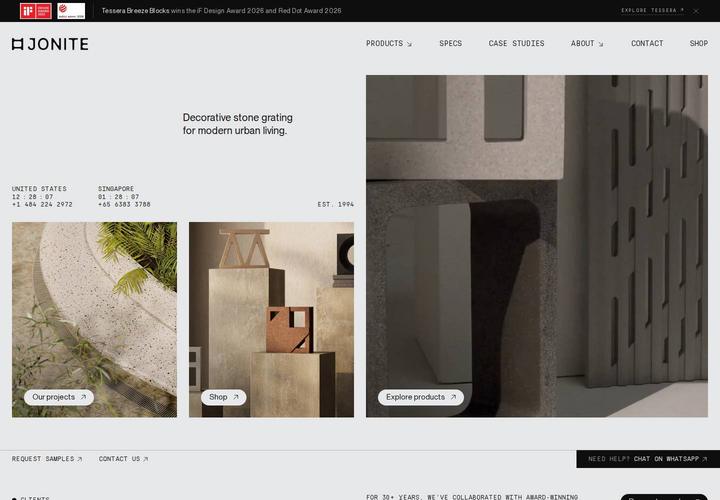 Tessera Breeze Blocks wins the iF Design Award 2026 and Red Dot Award 2026
EXPLORE TESSERA
JONITE
PRODUCTS
SPECS
CASE STUDIES
ABOUT
CONTACT
SHOP
Decorative stone grating
for modern urban living.
UNITED STATES
12 : 28 : 07
+1 484 224 2972
SINGAPORE
01 : 28 : 07
+65 6383 3788
EST. 1994
Our projects
Shop
Explore products
REQUEST SAMPLES
CONTACT US
NEED HELP? CHAT ON WHATSAPP
CLIENTS
FOR 30+ YEARS, WE'VE COLLABORATED WITH AWARD-WINNING